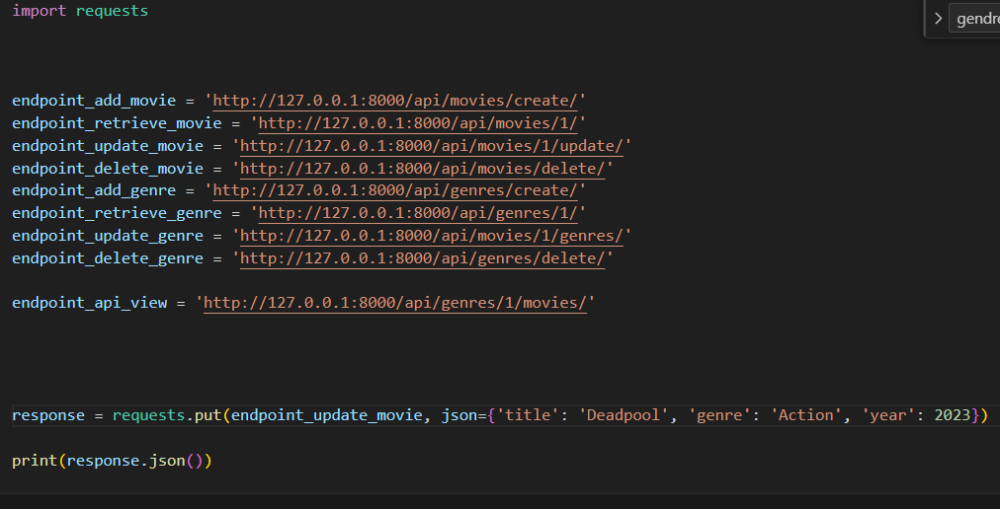 import requests
gendre
endpoint_add_movie = 'http://127.0.0.1:8000/api/movies/create/'
endpoint_retrieve_movie = 'http://127.0.0.1:8000/api/movies/1/'
endpoint_update_movie = 'http://127.0.0.1:8000/api/movies/1/update/'
endpoint_delete_movie = 'http://127.0.0.1:8000/api/movies/delete/'
endpoint_add_genre = 'http://127.0.0.1:8000/api/genres/create/'
endpoint_retrieve_genre = 'http://127.0.0.1:8000/api/genres/1/'
endpoint_update_genre = 'http://127.0.0.1:8000/api/movies/1/genres/'
endpoint_delete_genre = 'http://127.0.0.1:8000/api/genres/delete/'
endpoint_api_view = 'http://127.0.0.1:8000/api/genres/1/movies/'
response = requests.put(endpoint_update_movie, json={'title': 'Deadpool', 'genre': 'Action', 'year': 2023})
print(response.json())